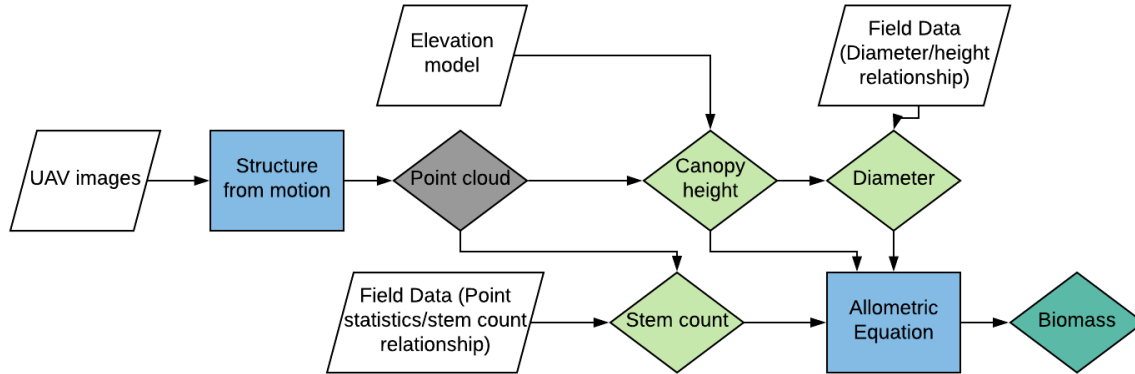 Elevation
model
Field Data
(Diameter/height
relationship)
UAV images
Structure
from motion
Point cloud
Canopy
height
Diameter
Field Data (Point
statistics/stem count
relationship)
Stem count
Allometric
Equation
Biomass